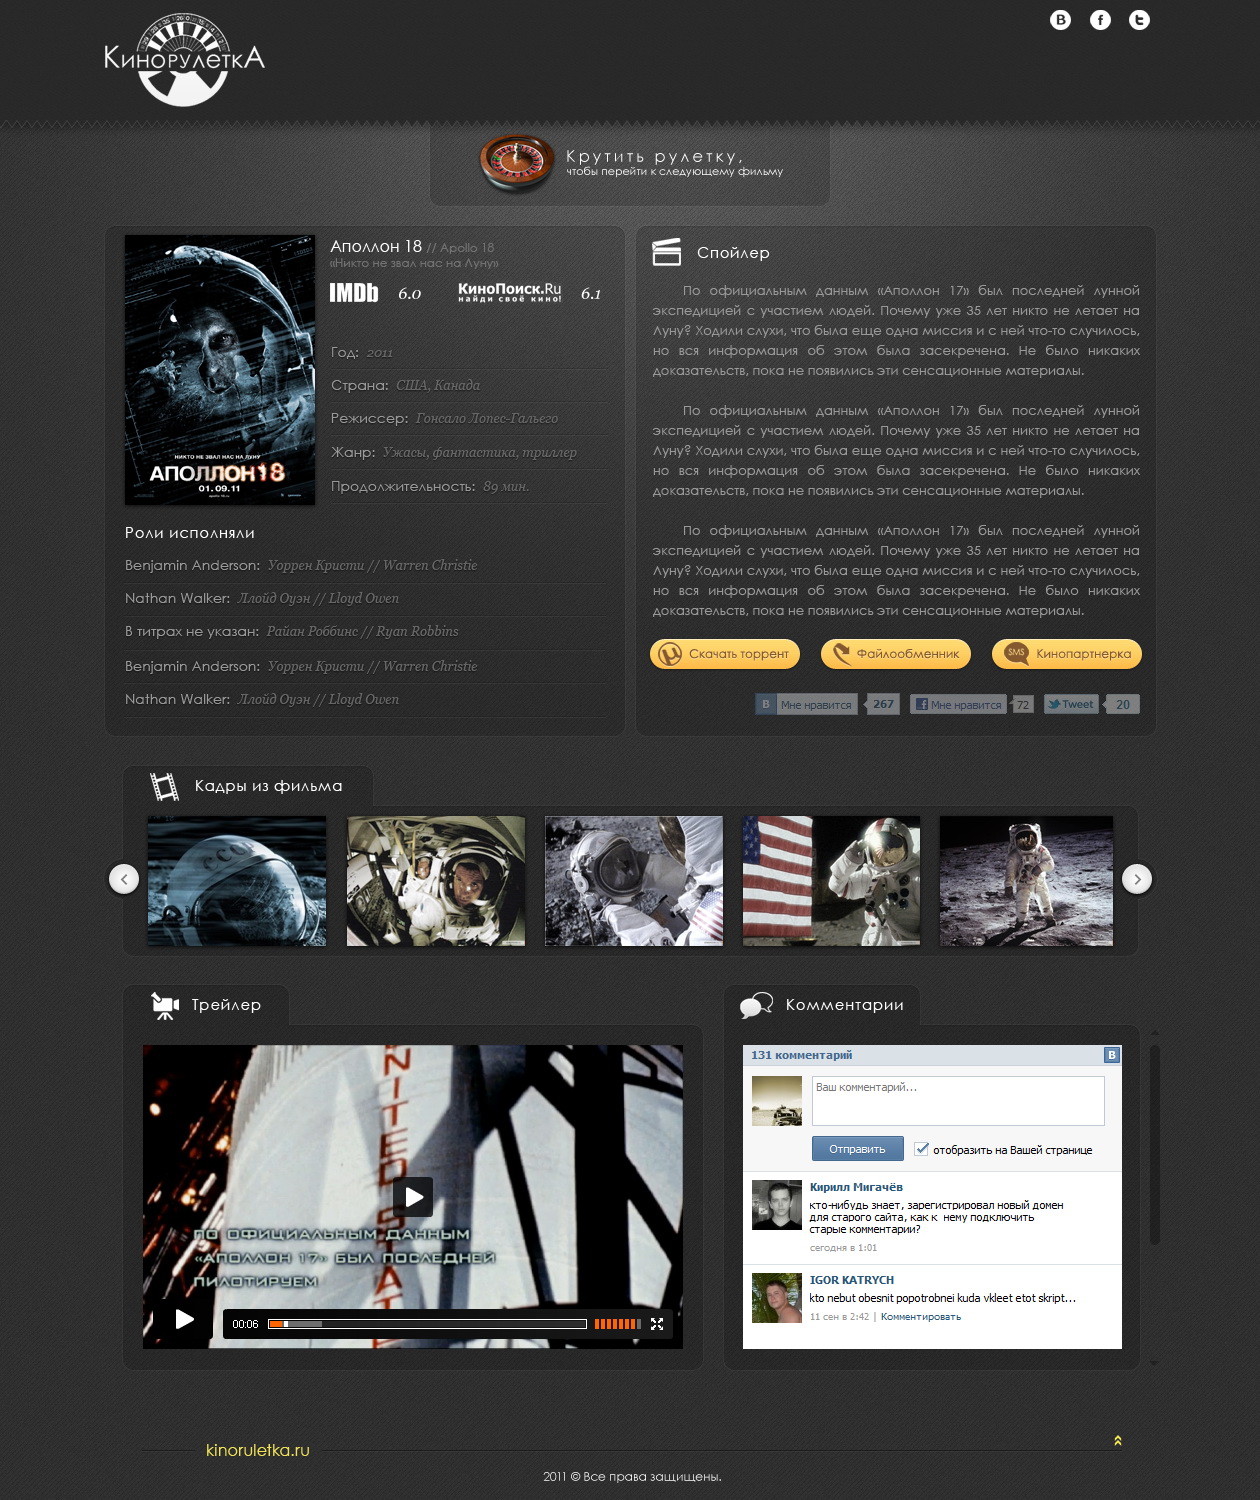 КинорулеткА
Крутить рулетку,
чтобы перейти к следующему фильму
НИКТО НЕ ЗВАЛ НАС НА ЛУНУ
АПОЛЛОН 18
01.09.11
Аполлон 18 // Apollo 18
«Никто не звал нас на Луну»
IMDb 6.0 КиноПоиск.Ru 6.1
найди своё кино!
Год: 2011
Страна: США, Канада
Режиссер: Гонсало Лопес-Гальего
Жанр: Ужасы, фантастика, триллер
Продолжительность: 89 мин.
Роли исполняли
Benjamin Anderson: Уоррен Кристи // Warren Christie
Nathan Walker: Ллойд Оуэн // Lloyd Owen
В титрах не указан: Райан Роббинс // Ryan Robbins
Benjamin Anderson: Уоррен Кристи // Warren Christie
Nathan Walker: Ллойд Оуэн // Lloyd Owen
Спойлер
По официальным данным «Аполлон 17» был последней лунной
экспедицией с участием людей. Почему уже 35 лет никто не летает на
Луну? Ходили слухи, что была еще одна миссия и с ней что-то случилось,
но вся информация об этом была засекречена. Не было никаких
доказательств, пока не появились эти сенсационные материалы.
По официальным данным «Аполлон 17» был последней лунной
экспедицией с участием людей. Почему уже 35 лет никто не летает на
Луну? Ходили слухи, что была еще одна миссия и с ней что-то случилось,
но вся информация об этом была засекречена. Не было никаких
доказательств, пока не появились эти сенсационные материалы.
По официальным данным «Аполлон 17» был последней лунной
экспедицией с участием людей. Почему уже 35 лет никто не летает на
Луну? Ходили слухи, что была еще одна миссия и с ней что-то случилось,
но вся информация об этом была засекречена. Не было никаких
доказательств, пока не появились эти сенсационные материалы.
Скачать торрент Файлообменник SMS Кинопартнерка
В Мне нравится 267 f Мне нравится 72 Tweet 20
Кадры из фильма
СССР
Трейлер
UNITED STA
ПО ОФИЦИАЛЬНЫМ ДАННЫМ
«АПОЛЛОН 17» БЫЛ ПОСЛЕДНЕЙ
ПИЛОТИРУЕМ
00:06
Комментарии
131 комментарий В
Ваш комментарий...
Отправить отобразить на Вашей странице
Кирилл Мигачёв
кто-нибудь знает, зарегистрировал новый домен
для старого сайта, как к нему подключить
старые комментарии?
сегодня в 1:01
IGOR KATRYCH
kto nebut obesnit popotrobnei kuda vkleet etot skript...
11 сен в 2:42 | Комментировать
kinoruletka.ru
2011 © Все права защищены.